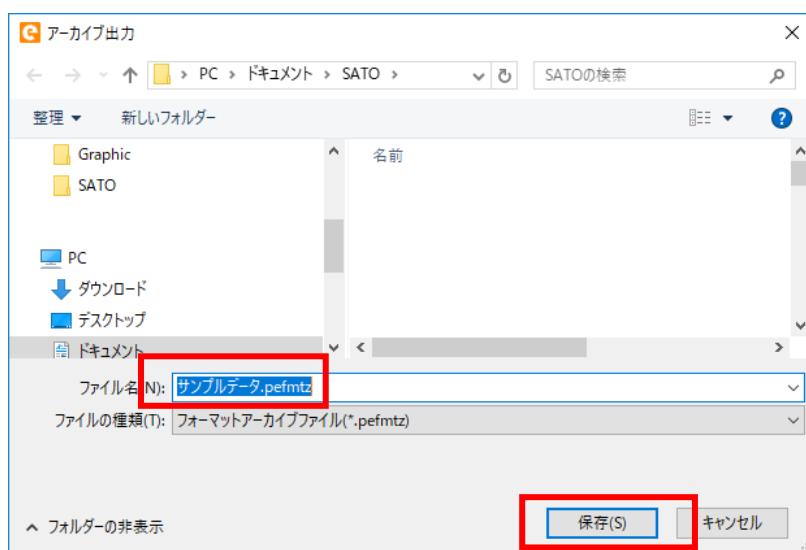 アーカイブ出力
PC › ドキュメント › SATO › SATOの検索
整理 新しいフォルダー
Graphic
名前
SATO
PC
ダウンロード
デスクトップ
ドキュメント
ファイル名(N): サンプルデータ.pefmtz
ファイルの種類(T): フォーマットアーカイブファイル(*.pefmtz)
フォルダーの非表示 保存(S) キャンセル